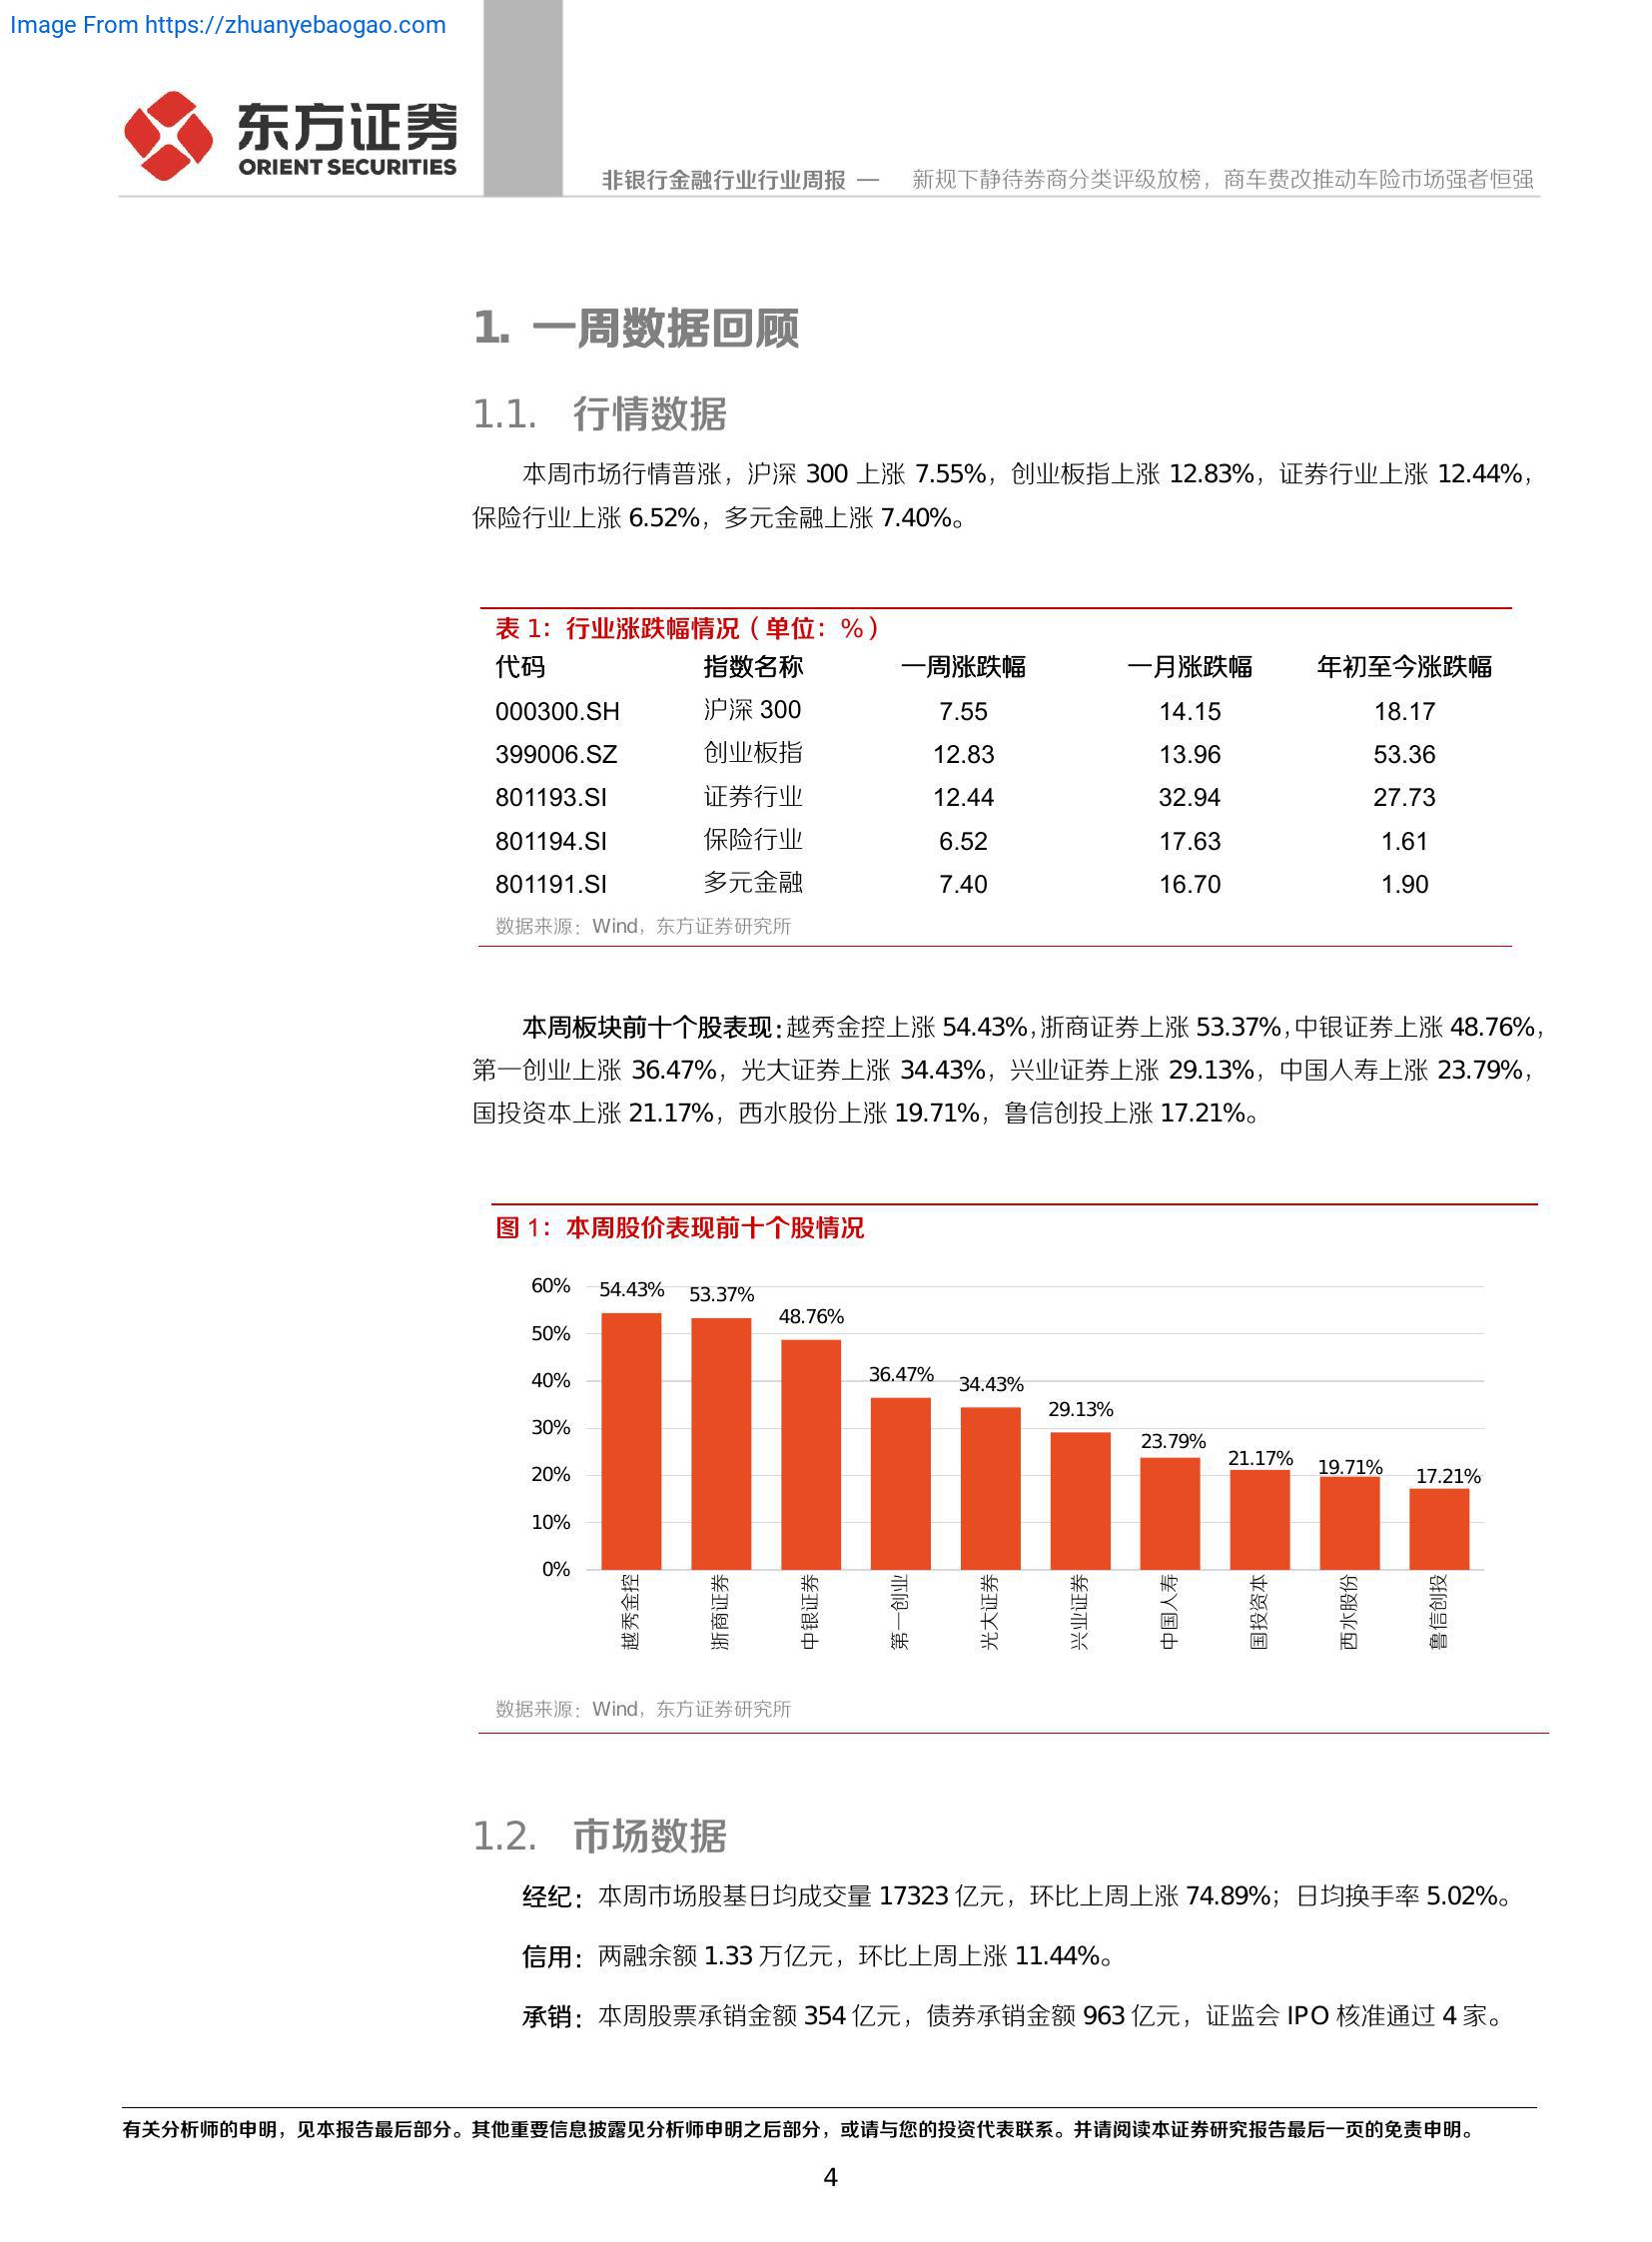 Image From https://zhuanyebaogao.com
东方证券
ORIENT SECURITIES
非银行金融行业行业周报 — 新规下静待券商分类评级放榜，商车费改推动车险市场强者恒强
1. 一周数据回顾
1.1. 行情数据
本周市场行情普涨，沪深 300 上涨 7.55%，创业板指上涨 12.83%，证券行业上涨 12.44%，
保险行业上涨 6.52%，多元金融上涨 7.40%。
表 1：行业涨跌幅情况（单位：%）
代码 指数名称 一周涨跌幅 一月涨跌幅 年初至今涨跌幅
000300.SH 沪深 300 7.55 14.15 18.17
399006.SZ 创业板指 12.83 13.96 53.36
801193.SI 证券行业 12.44 32.94 27.73
801194.SI 保险行业 6.52 17.63 1.61
801191.SI 多元金融 7.40 16.70 1.90
数据来源：Wind，东方证券研究所
本周板块前十个股表现：越秀金控上涨 54.43%，浙商证券上涨 53.37%，中银证券上涨 48.76%，
第一创业上涨 36.47%，光大证券上涨 34.43%，兴业证券上涨 29.13%，中国人寿上涨 23.79%，
国投资本上涨 21.17%，西水股份上涨 19.71%，鲁信创投上涨 17.21%。
图 1：本周股价表现前十个股情况
60%
50%
40%
30%
20%
10%
0%
54.43% 53.37% 48.76% 36.47% 34.43% 29.13% 23.79% 21.17% 19.71% 17.21%
越秀金控 浙商证券 中银证券 第一创业 光大证券 兴业证券 中国人寿 国投资本 西水股份 鲁信创投
数据来源：Wind，东方证券研究所
1.2. 市场数据
经纪：本周市场股基日均成交量 17323 亿元，环比上周上涨 74.89%；日均换手率 5.02%。
信用：两融余额 1.33 万亿元，环比上周上涨 11.44%。
承销：本周股票承销金额 354 亿元，债券承销金额 963 亿元，证监会 IPO 核准通过 4 家。
有关分析师的申明，见本报告最后部分。其他重要信息披露见分析师申明之后部分，或请与您的投资代表联系。并请阅读本证券研究报告最后一页的免责申明。
4